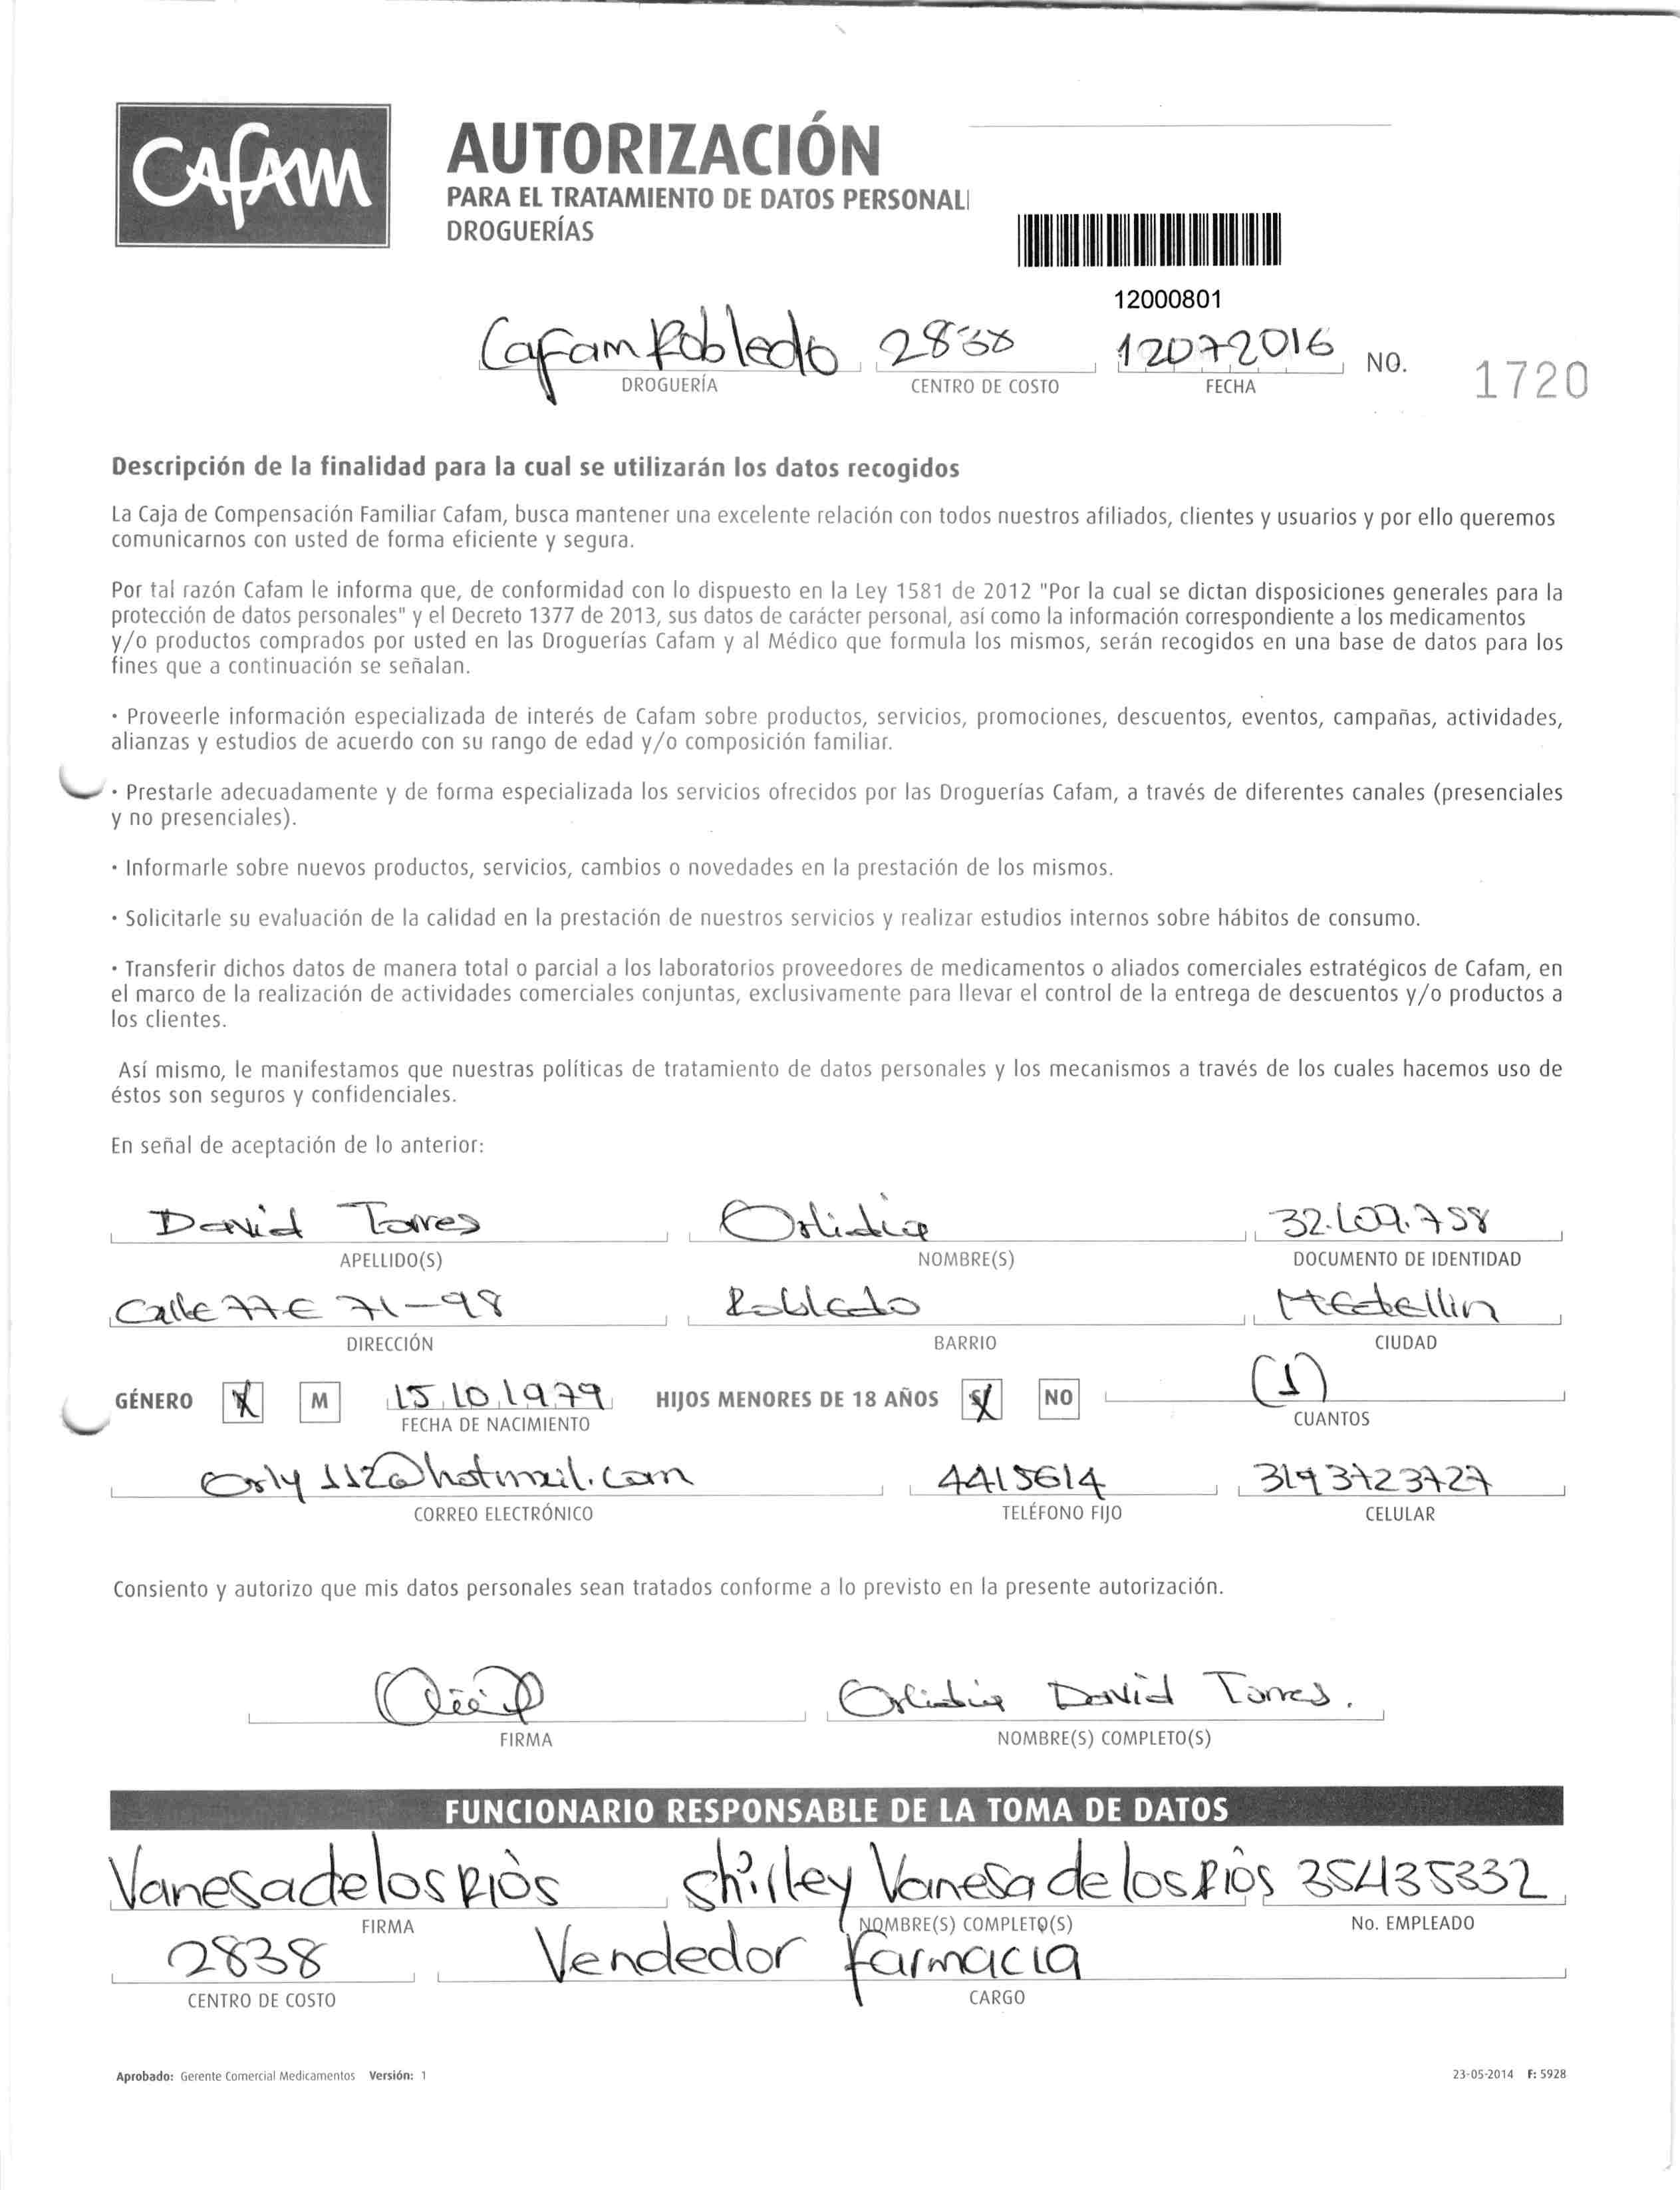 Cafam
AUTORIZACIÓN
PARA EL TRATAMIENTO DE DATOS PERSONAL
DROGUERÍAS
12000801
Cafam Robledo 2838 12072016 NO. 1720
DROGUERÍA CENTRO DE COSTO FECHA
Descripción de la finalidad para la cual se utilizarán los datos recogidos
La Caja de Compensación Familiar Cafam, busca mantener una excelente relación con todos nuestros afiliados, clientes y usuarios y por ello queremos
comunicarnos con usted de forma eficiente y segura.
Por tal razón Cafam le informa que, de conformidad con lo dispuesto en la Ley 1581 de 2012 "Por la cual se dictan disposiciones generales para la
protección de datos personales" y el Decreto 1377 de 2013, sus datos de carácter personal, así como la información correspondiente a los medicamentos
y/o productos comprados por usted en las Droguerías Cafam y al Médico que formula los mismos, serán recogidos en una base de datos para los
fines que a continuación se señalan.
· Proveerle información especializada de interés de Cafam sobre productos, servicios, promociones, descuentos, eventos, campañas, actividades,
alianzas y estudios de acuerdo con su rango de edad y/o composición familiar.
· Prestarle adecuadamente y de forma especializada los servicios ofrecidos por las Droguerías Cafam, a través de diferentes canales (presenciales
y no presenciales).
· Informarle sobre nuevos productos, servicios, cambios o novedades en la prestación de los mismos.
· Solicitarle su evaluación de la calidad en la prestación de nuestros servicios y realizar estudios internos sobre hábitos de consumo.
· Transferir dichos datos de manera total o parcial a los laboratorios proveedores de medicamentos o aliados comerciales estratégicos de Cafam, en
el marco de la realización de actividades comerciales conjuntas, exclusivamente para llevar el control de la entrega de descuentos y/o productos a
los clientes.
Así mismo, le manifestamos que nuestras políticas de tratamiento de datos personales y los mecanismos a través de los cuales hacemos uso de
éstos son seguros y confidenciales.
En señal de aceptación de lo anterior:
David Torres Orlidia 32.109.758
APELLIDO(S) NOMBRE(S) DOCUMENTO DE IDENTIDAD
Calle 77E 71-98 Robledo Medellin
DIRECCIÓN BARRIO CIUDAD
GÉNERO X M 15.10.1979 HIJOS MENORES DE 18 AÑOS SI NO (1)
FECHA DE NACIMIENTO CUANTOS
Orly112@hotmail.com 4415614 3193723727
CORREO ELECTRÓNICO TELÉFONO FIJO CELULAR
Consiento y autorizo que mis datos personales sean tratados conforme a lo previsto en la presente autorización.
Orlidia David Torres.
FIRMA NOMBRE(S) COMPLETO(S)
FUNCIONARIO RESPONSABLE DE LA TOMA DE DATOS
Vanesa de los Ríos Shirley Vanesa de los Ríos 35435332
FIRMA NOMBRE(S) COMPLETO(S) No. EMPLEADO
2838 Vendedor Farmacia
CENTRO DE COSTO CARGO
Aprobado: Gerente Comercial Medicamentos Versión: 1 23-05-2014 F: 5928